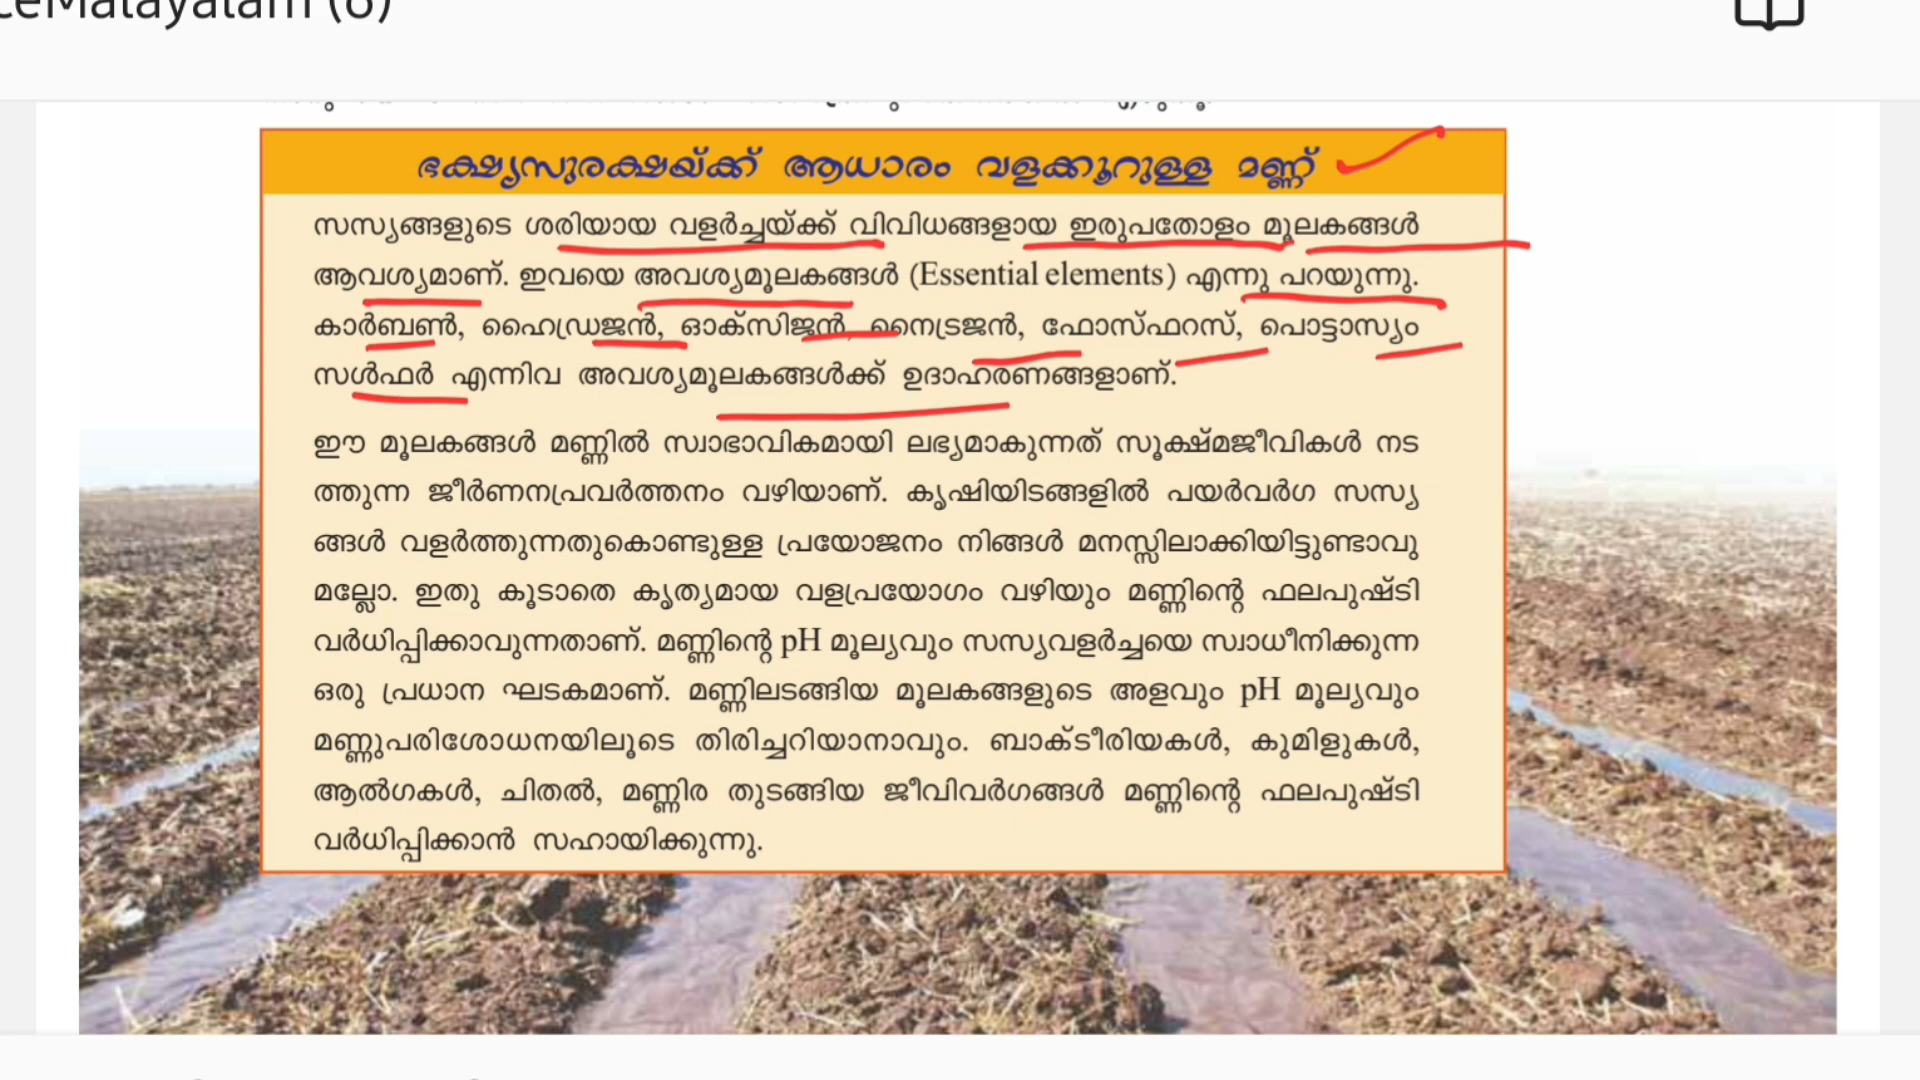 ceMalayalam (6)
ഭക്ഷ്യസുരക്ഷയ്ക്ക് ആധാരം വളക്കൂറുള്ള മണ്ണ്
സസ്യങ്ങളുടെ ശരിയായ വളർച്ചയ്ക്ക് വിവിധങ്ങളായ ഇരുപതോളം മൂലകങ്ങൾ
ആവശ്യമാണ്. ഇവയെ അവശ്യമൂലകങ്ങൾ (Essential elements) എന്നു പറയുന്നു.
കാർബൺ, ഹൈഡ്രജൻ, ഓക്സിജൻ, നൈട്രജൻ, ഫോസ്ഫറസ്, പൊട്ടാസ്യം
സൾഫർ എന്നിവ അവശ്യമൂലകങ്ങൾക്ക് ഉദാഹരണങ്ങളാണ്.
ഈ മൂലകങ്ങൾ മണ്ണിൽ സ്വാഭാവികമായി ലഭ്യമാകുന്നത് സൂക്ഷ്മജീവികൾ നട
ത്തുന്ന ജീർണനപ്രവർത്തനം വഴിയാണ്. കൃഷിയിടങ്ങളിൽ പയർവർഗ സസ്യ
ങ്ങൾ വളർത്തുന്നതുകൊണ്ടുള്ള പ്രയോജനം നിങ്ങൾ മനസ്സിലാക്കിയിട്ടുണ്ടാവു
മല്ലോ. ഇതു കൂടാതെ കൃത്യമായ വളപ്രയോഗം വഴിയും മണ്ണിന്റെ ഫലപുഷ്ടി
വർധിപ്പിക്കാവുന്നതാണ്. മണ്ണിന്റെ pH മൂല്യവും സസ്യവളർച്ചയെ സ്വാധീനിക്കുന്ന
ഒരു പ്രധാന ഘടകമാണ്. മണ്ണിലടങ്ങിയ മൂലകങ്ങളുടെ അളവും pH മൂല്യവും
മണ്ണുപരിശോധനയിലൂടെ തിരിച്ചറിയാനാവും. ബാക്ടീരിയകൾ, കുമിളുകൾ,
ആൽഗകൾ, ചിതൽ, മണ്ണിര തുടങ്ങിയ ജീവിവർഗങ്ങൾ മണ്ണിന്റെ ഫലപുഷ്ടി
വർധിപ്പിക്കാൻ സഹായിക്കുന്നു.